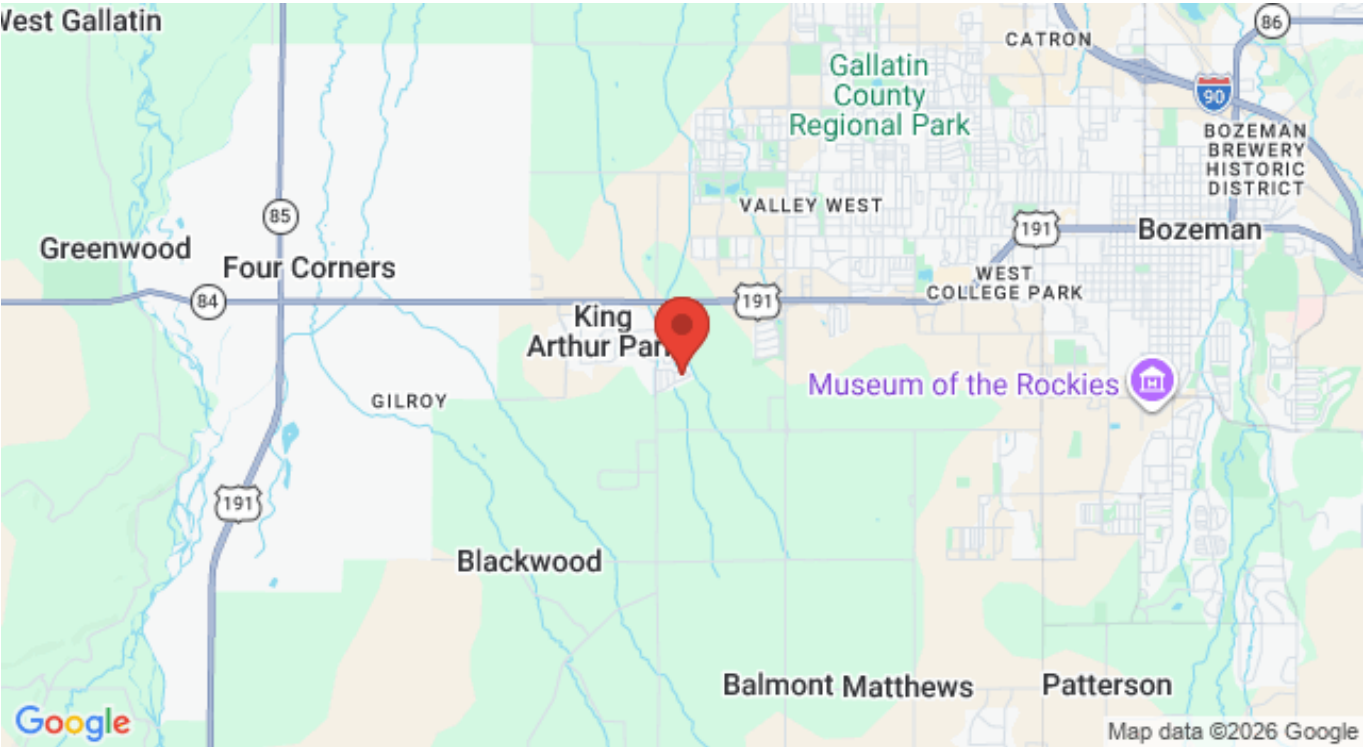 West Gallatin
86
CATRON
Gallatin
County
Regional Park
90
BOZEMAN
BREWERY
HISTORIC
DISTRICT
VALLEY WEST
85
191
Bozeman
Greenwood
Four Corners
WEST
COLLEGE PARK
84
191
King
Arthur Park
Museum of the Rockies
GILROY
191
Blackwood
Balmont
Matthews
Patterson
Google
Map data ©2026 Google